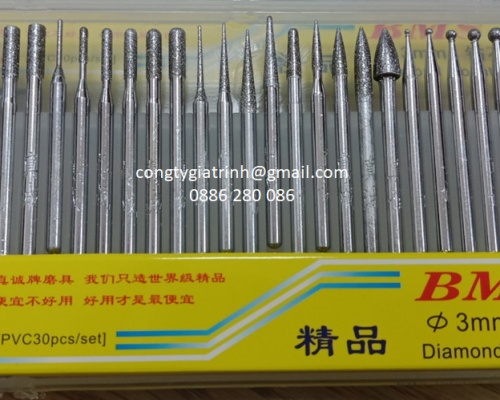 BM
congtygiatrinh@gmail.com
0886 280 086
真诚牌磨具 我们只造世界级精品
便宜不好用 好用才是最便宜
PVC30pcs/set]
精品
BM
Φ 3mm
Diamond